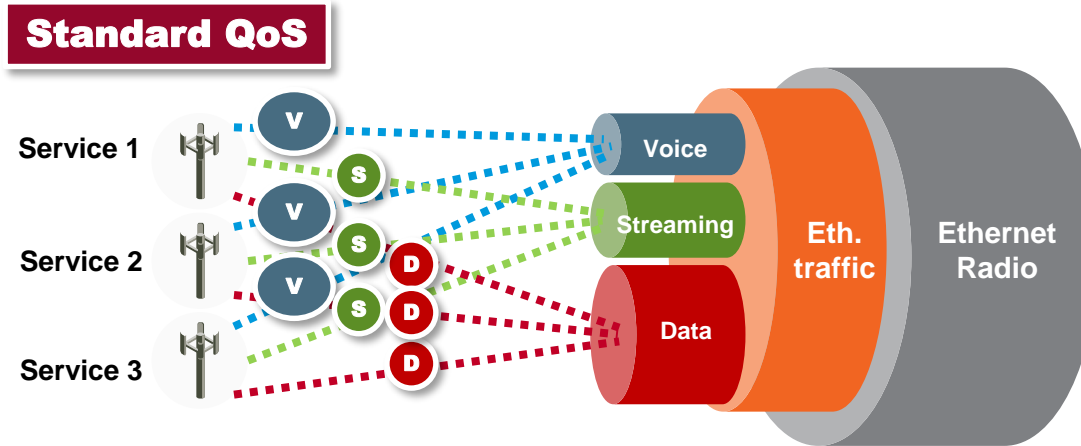 Standard QoS
Service 1
V
S
Voice
V
S
Streaming
Service 2
D
Eth.
traffic
Ethernet
Radio
V
S
D
Data
Service 3
D